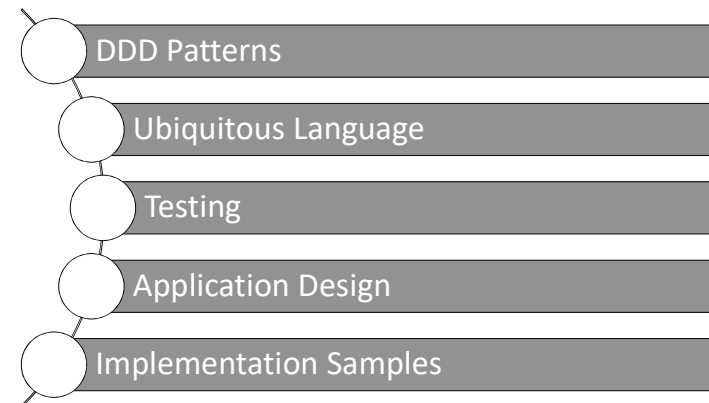 DDD Patterns
Ubiquitous Language
Testing
Application Design
Implementation Samples